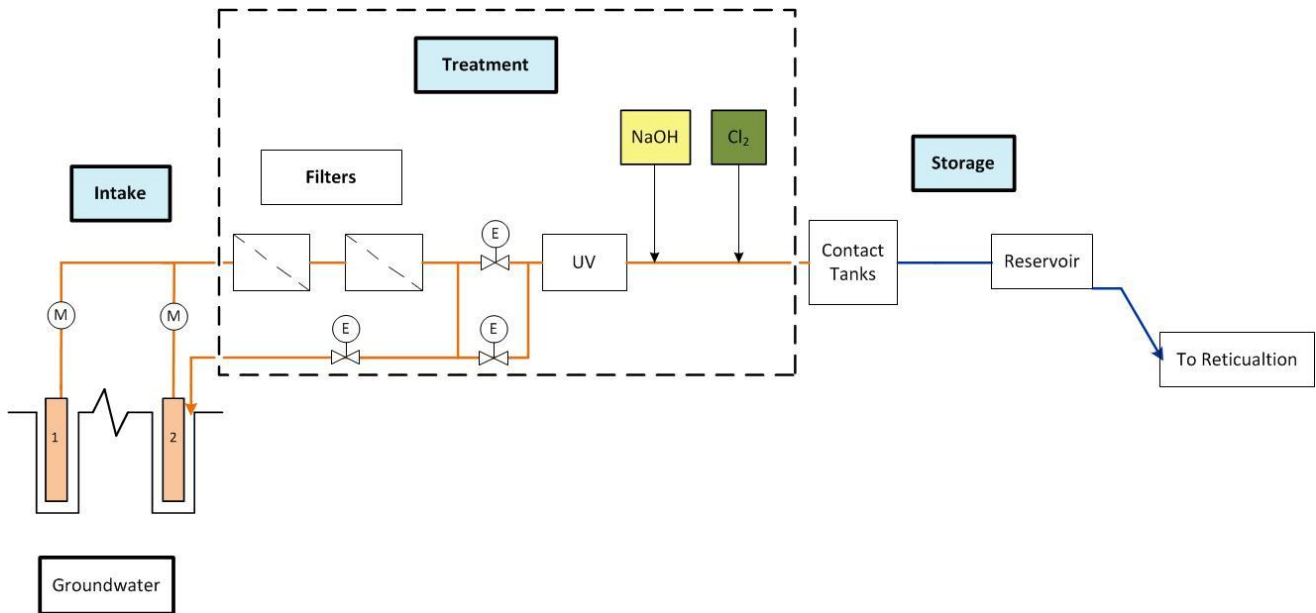 Treatment
NaOH
Cl₂
Filters
Intake
Storage
E
UV
Contact
Tanks
Reservoir
M
M
E
E
To Reticualtion
1
2
Groundwater